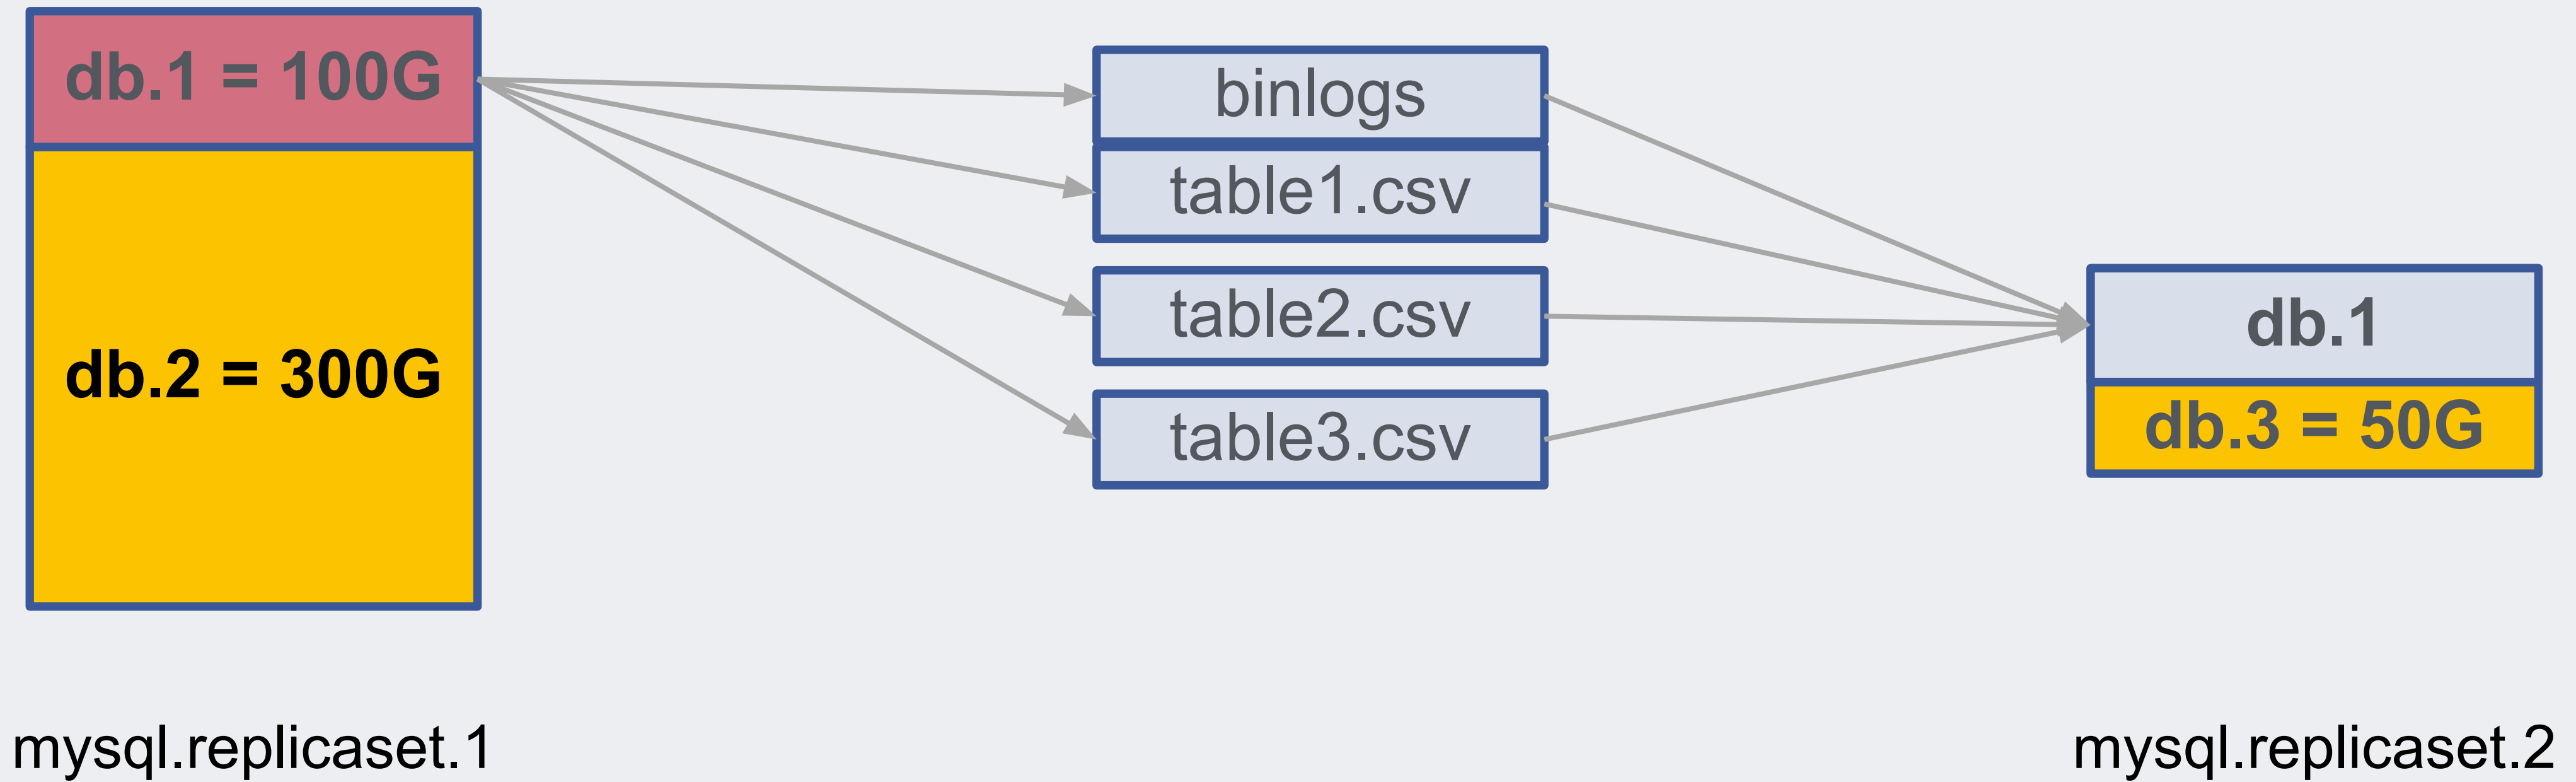 db.1 = 100G
db.2 = 300G
binlogs
table1.csv
table2.csv
table3.csv
db.1
db.3 = 50G
mysql.replicaset.1
mysql.replicaset.2